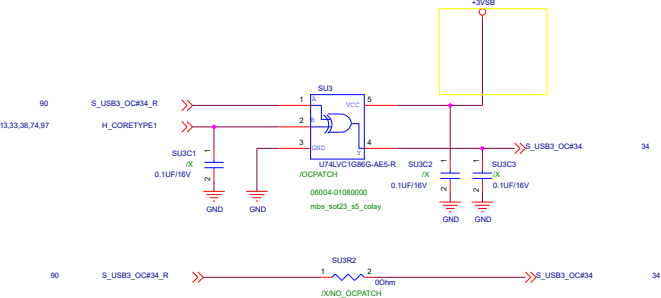 +3VSB
SU3
90 S_USB3_OC#34_R 1 A VCC 5
13,33,38,74,97 H_CORETYPE1 2 B
3 GND Y 4 S_USB3_OC#34 34
SU3C1 1 /X 2 0.1UF/16V
U74LVC1G86G-AE5-R
/OCPATCH
SU3C2 1 /X 2 0.1UF/16V
SU3C3 1 /X 2 0.1UF/16V
06004-01080000
mbs_sot23_s5_colay
GND GND GND GND
SU3R2
90 S_USB3_OC#34_R 1 2 S_USB3_OC#34 34
0Ohm
/X/NO_OCPATCH